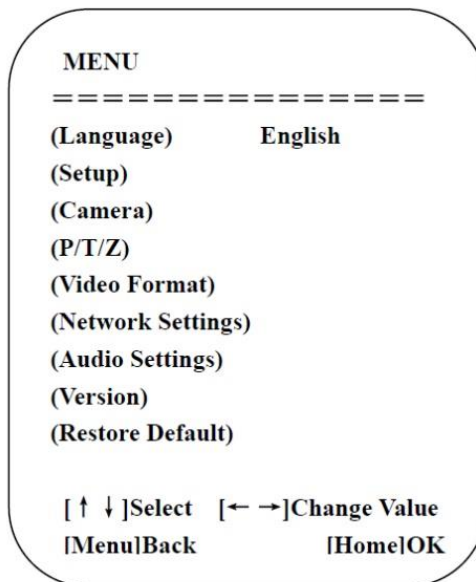 MENU
===============
(Language) English
(Setup)
(Camera)
(P/T/Z)
(Video Format)
(Network Settings)
(Audio Settings)
(Version)
(Restore Default)
[↑ ↓]Select [← →]Change Value
[Menu]Back [Home]OK